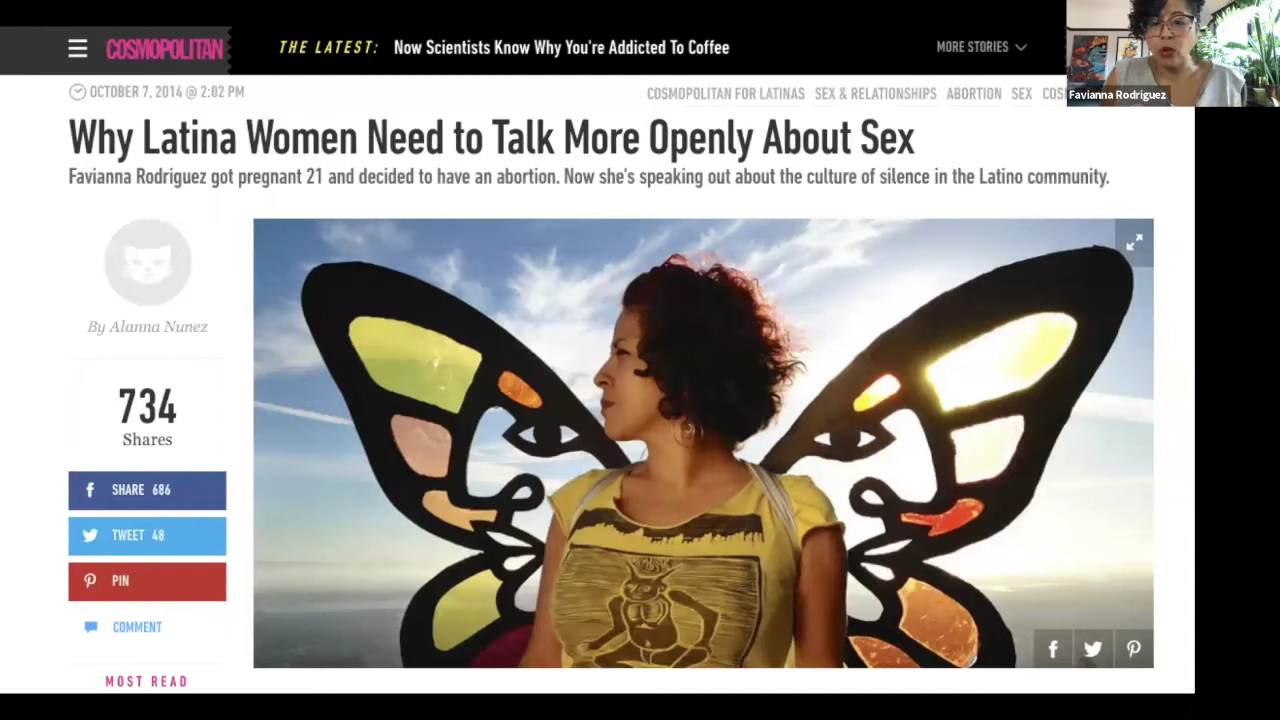 COSMOPOLITAN
THE LATEST: Now Scientists Know Why You're Addicted To Coffee
MORE STORIES
Favianna Rodriguez
OCTOBER 7, 2014 @ 2:02 PM
COSMOPOLITAN FOR LATINAS SEX & RELATIONSHIPS ABORTION SEX COS
Why Latina Women Need to Talk More Openly About Sex
Favianna Rodriguez got pregnant 21 and decided to have an abortion. Now she's speaking out about the culture of silence in the Latino community.
By Alanna Nunez
734
Shares
SHARE 686
TWEET 48
PIN
COMMENT
MOST READ